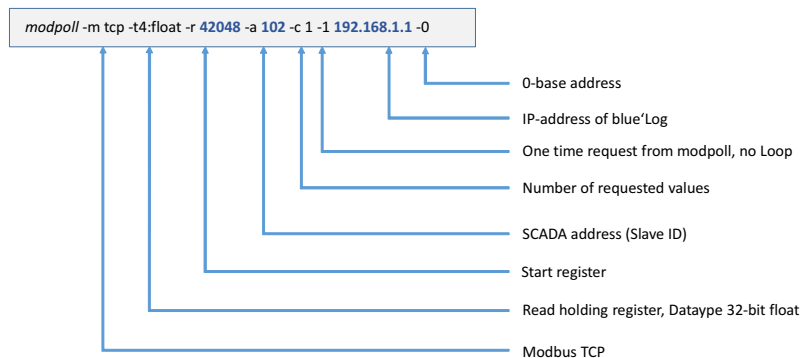 modpoll -m tcp -t4:float -r 42048 -a 102 -c 1 -1 192.168.1.1 -0
0-base address
IP-address of blue‘Log
One time request from modpoll, no Loop
Number of requested values
SCADA address (Slave ID)
Start register
Read holding register, Dataype 32-bit float
Modbus TCP